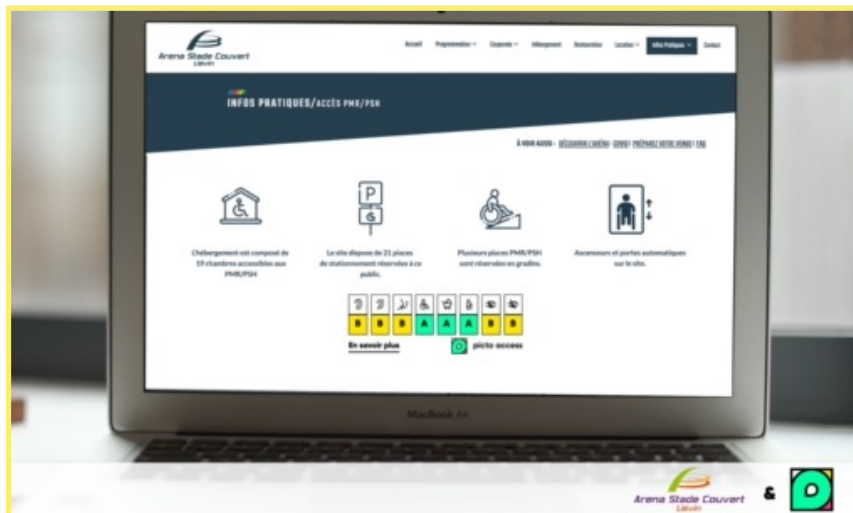 Arena Stade Couvert
Liévin
Accueil Programmation Corporate Hébergement Restauration Location Infos Pratiques Contact
INFOS PRATIQUES/ACCÈS PMR/PSH
À VOIR AUSSI - DÉCOUVRIR L'ARÉNA COVID PRÉPAREZ VOTRE VENUE FAQ
P
L'hébergement est composé de
19 chambres accessibles aux
PMR/PSH
Le site dispose de 21 places
de stationnement réservées à ce
public.
Plusieurs places PMR/PSH
sont réservées en gradins.
Ascenseurs et portes automatiques
sur le site.
B B B A A A B B
En savoir plus
picto access
MacBook Air
Arena Stade Couvert
Liévin
&